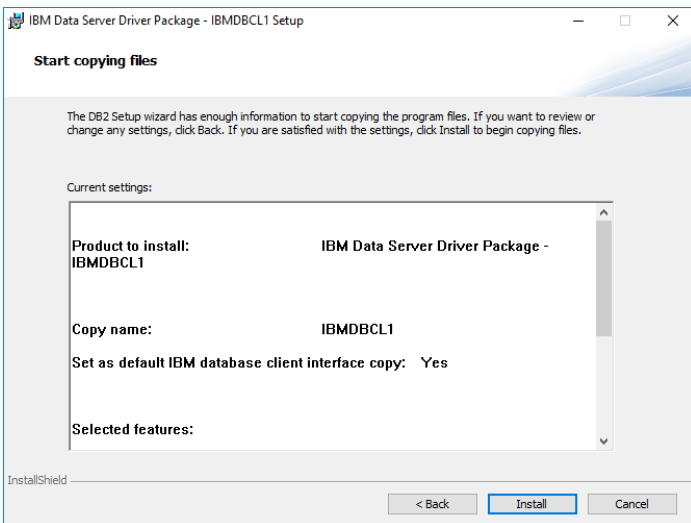 IBM Data Server Driver Package - IBMDBCL1 Setup
Start copying files
The DB2 Setup wizard has enough information to start copying the program files. If you want to review or
change any settings, click Back. If you are satisfied with the settings, click Install to begin copying files.
Current settings:
Product to install: IBM Data Server Driver Package -
IBMDBCL1
Copy name: IBMDBCL1
Set as default IBM database client interface copy: Yes
Selected features:
InstallShield
< Back Install Cancel